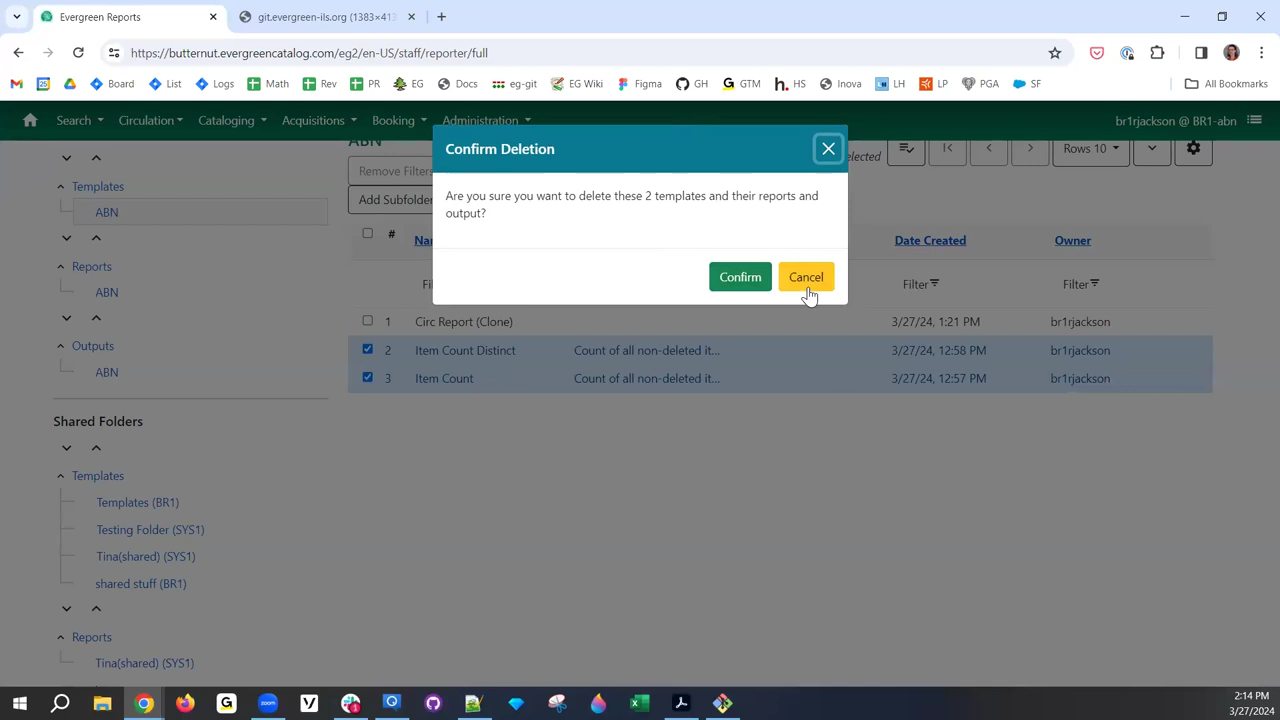 Evergreen Reports
git.evergreen-ils.org (1383×413
https://butternut.evergreencatalog.com/eg2/en-US/staff/reporter/full
Board List Logs Math Rev PR EG Docs eg-git EG Wiki Figma GH GTM HS Inova LH LP PGA SF All Bookmarks
Search Circulation Cataloging Acquisitions Booking Administration br1rjackson @ BR1-abn
ABN
Remove Filters
selected
Rows 10
Add Subfolder
Confirm Deletion
Are you sure you want to delete these 2 templates and their reports and
output?
Confirm Cancel
# Date Created Owner
Filter Filter
1 Circ Report (Clone) 3/27/24, 1:21 PM br1rjackson
2 Item Count Distinct Count of all non-deleted it... 3/27/24, 12:58 PM br1rjackson
3 Item Count Count of all non-deleted it... 3/27/24, 12:57 PM br1rjackson
Templates
ABN
Reports
ABN
Outputs
ABN
Shared Folders
Templates
Templates (BR1)
Testing Folder (SYS1)
Tina(shared) (SYS1)
shared stuff (BR1)
Reports
Tina(shared) (SYS1)
2:14 PM
3/27/2024